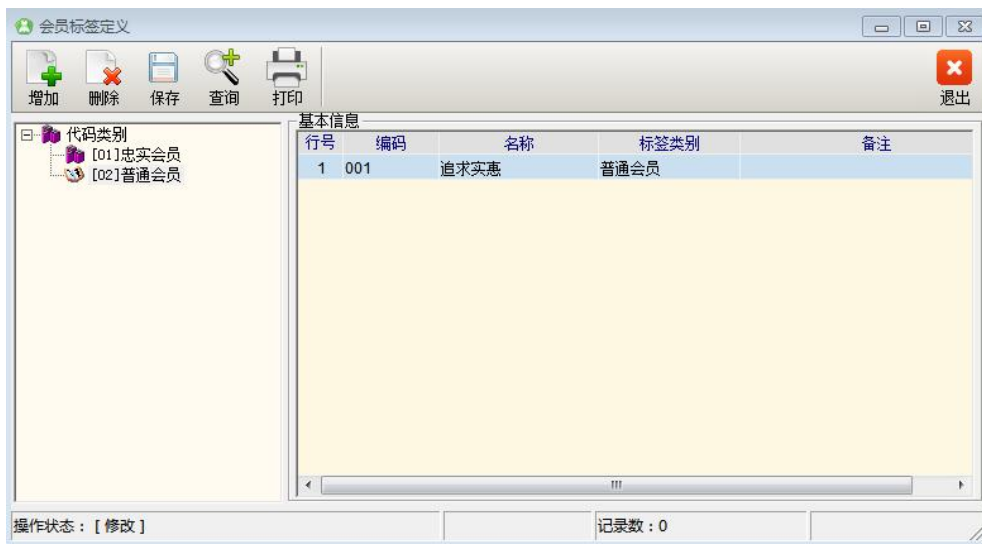 会员标签定义
增加 删除 保存 查询 打印 退出
代码类别
[01]忠实会员
[02]普通会员
基本信息
行号 编码 名称 标签类别 备注
1 001 追求实惠 普通会员
操作状态：[ 修改 ] 记录数：0